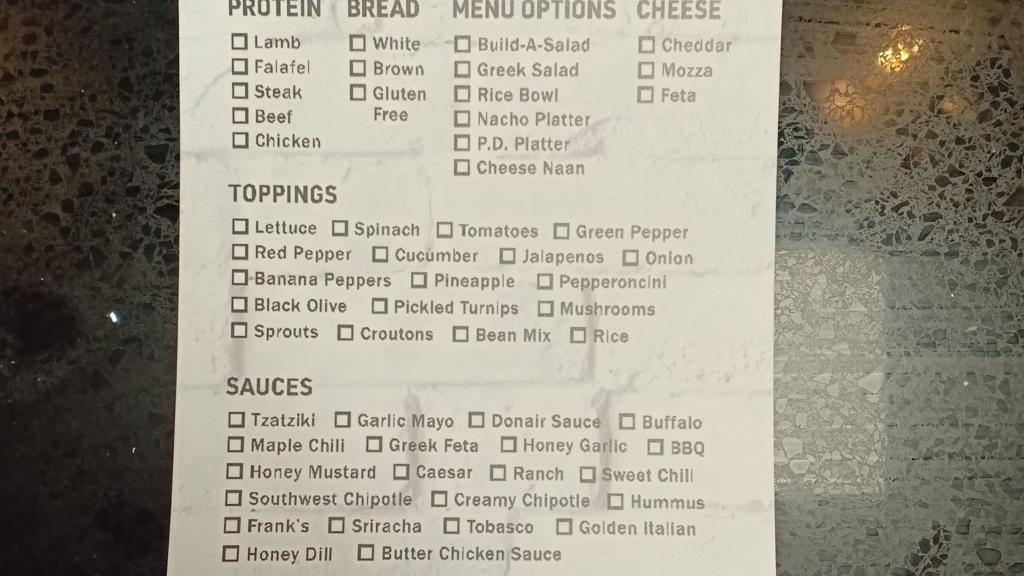 PROTEIN BREAD MENU OPTIONS CHEESE
Lamb White Build-A-Salad Cheddar
Falafel Brown Greek Salad Mozza
Steak Gluten Rice Bowl Feta
Beef Free Nacho Platter
Chicken P.D. Platter
Cheese Naan
TOPPINGS
Lettuce Spinach Tomatoes Green Pepper
Red Pepper Cucumber Jalapenos Onion
Banana Peppers Pineapple Pepperoncini
Black Olive Pickled Turnips Mushrooms
Sprouts Croutons Bean Mix Rice
SAUCES
Tzatziki Garlic Mayo Donair Sauce Buffalo
Maple Chili Greek Feta Honey Garlic BBQ
Honey Mustard Caesar Ranch Sweet Chili
Southwest Chipotle Creamy Chipotle Hummus
Frank's Sriracha Tobasco Golden Italian
Honey Dill Butter Chicken Sauce